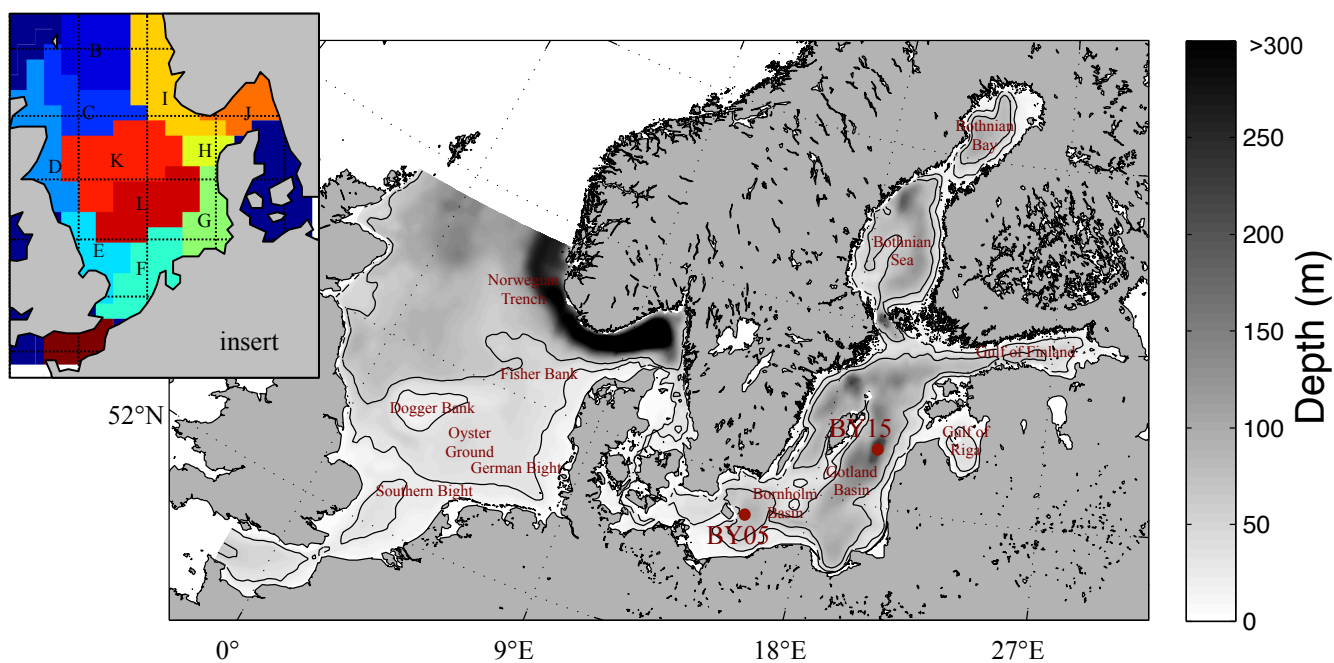 B
C
I
J
D
K
H
L
G
E
F
insert
Bothnian
Bay
Bothnian
Sea
Norwegian
Trench
Gulf of Finland
Fisher Bank
Dogger Bank
Oyster
Ground
German Bight
Southern Bight
BY15
Gulf of
Riga
Gotland
Basin
Bornholm
Basin
BY05
52°N
0°
9°E
18°E
27°E
>300
250
200
150
100
50
0
Depth (m)